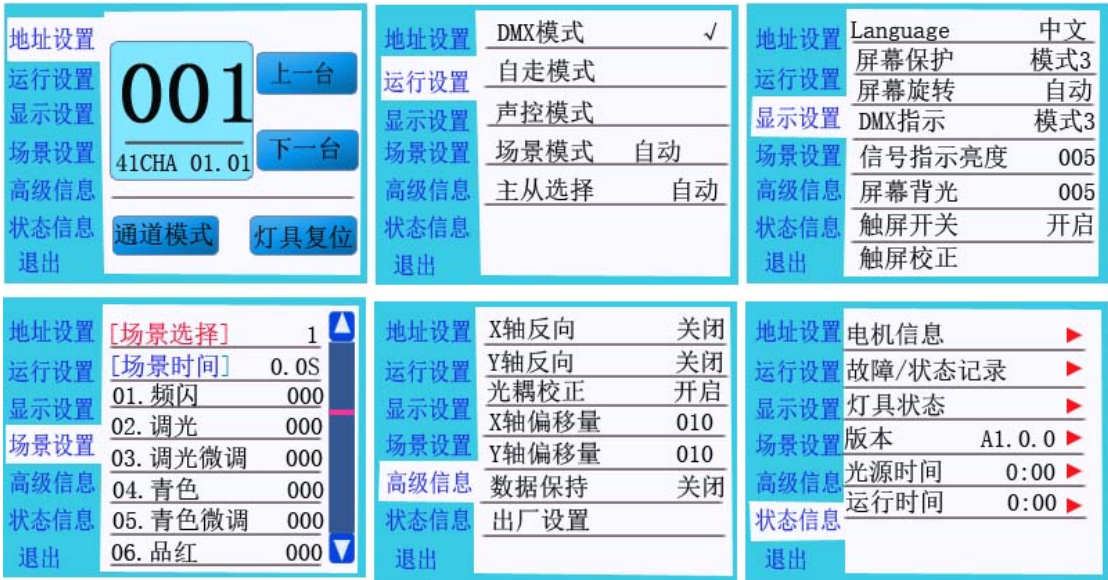 地址设置
运行设置
显示设置
场景设置
高级信息
状态信息
退出
001
41CHA 01.01
上一台
下一台
通道模式
灯具复位
地址设置
运行设置
显示设置
场景设置
高级信息
状态信息
退出
DMX模式 √
自走模式
声控模式
场景模式 自动
主从选择 自动
地址设置
运行设置
显示设置
场景设置
高级信息
状态信息
退出
Language 中文
屏幕保护 模式3
屏幕旋转 自动
DMX指示 模式3
信号指示亮度 005
屏幕背光 005
触屏开关 开启
触屏校正
地址设置
运行设置
显示设置
场景设置
高级信息
状态信息
退出
[场景选择] 1
[场景时间] 0.0S
01.频闪 000
02.调光 000
03.调光微调 000
04.青色 000
05.青色微调 000
06.品红 000
地址设置
运行设置
显示设置
场景设置
高级信息
状态信息
退出
X轴反向 关闭
Y轴反向 关闭
光耦校正 开启
X轴偏移量 010
Y轴偏移量 010
数据保持 关闭
出厂设置
地址设置
运行设置
显示设置
场景设置
高级信息
状态信息
退出
电机信息
故障/状态记录
灯具状态
版本 A1.0.0
光源时间 0:00
运行时间 0:00